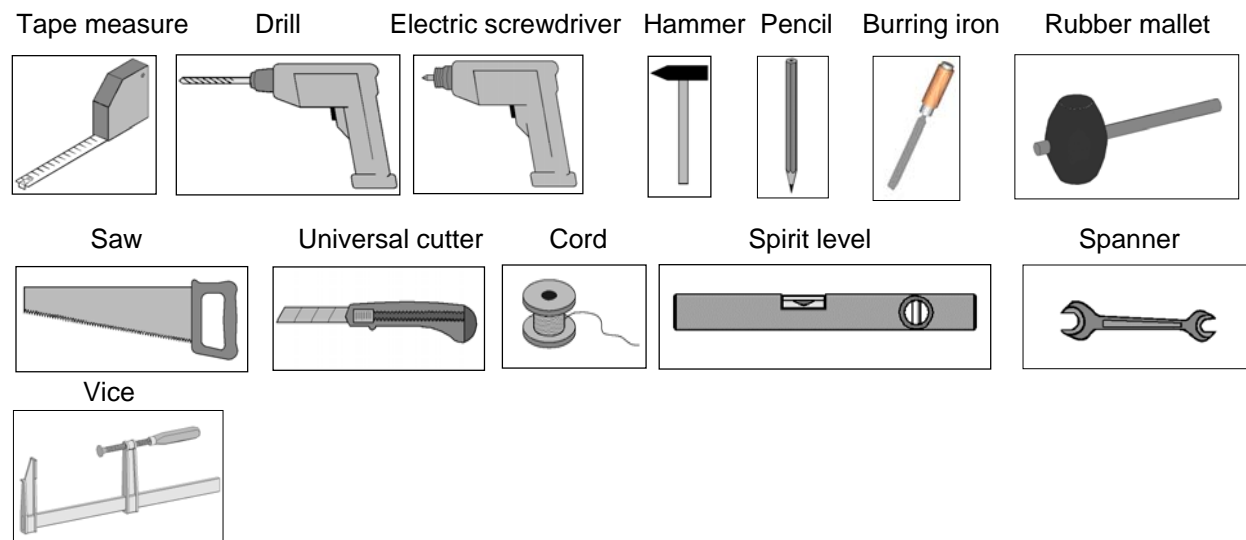 Tape measure Drill Electric screwdriver Hammer Pencil Burring iron Rubber mallet
Saw Universal cutter Cord Spirit level Spanner
Vice